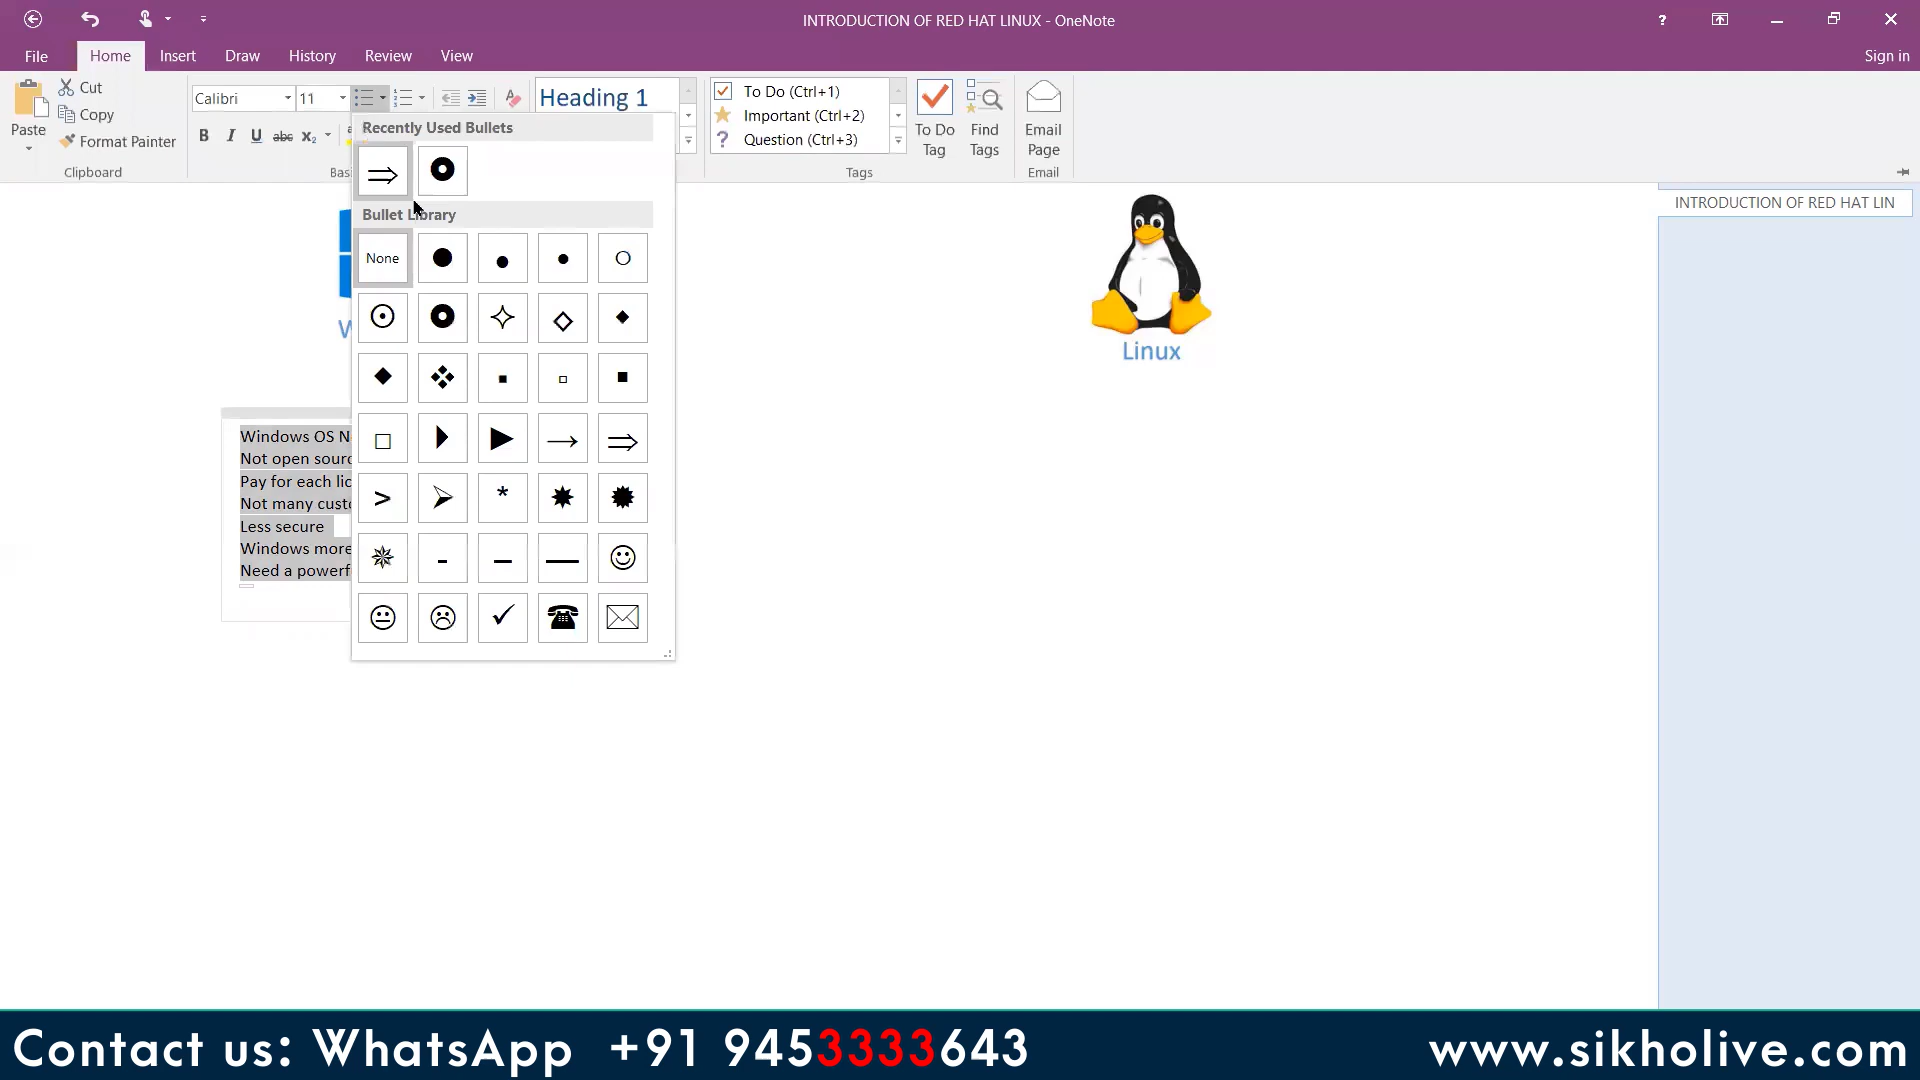 INTRODUCTION OF RED HAT LINUX - OneNote
?
File Home Insert Draw History Review View
Sign in
Paste
Cut
Copy
Format Painter
Clipboard
Calibri 11
B I U abc X₂
Heading 1
To Do (Ctrl+1)
Important (Ctrl+2)
Question (Ctrl+3)
To Do Tag
Find Tags
Tags
Email Page
Email
Recently Used Bullets
Bullet Library
None
INTRODUCTION OF RED HAT LIN
Linux
Windows OS
Not open
Pay for each
Not many
Less secure
Windows more
Need a
Contact us: WhatsApp +91 9453333643
www.sikholive.com